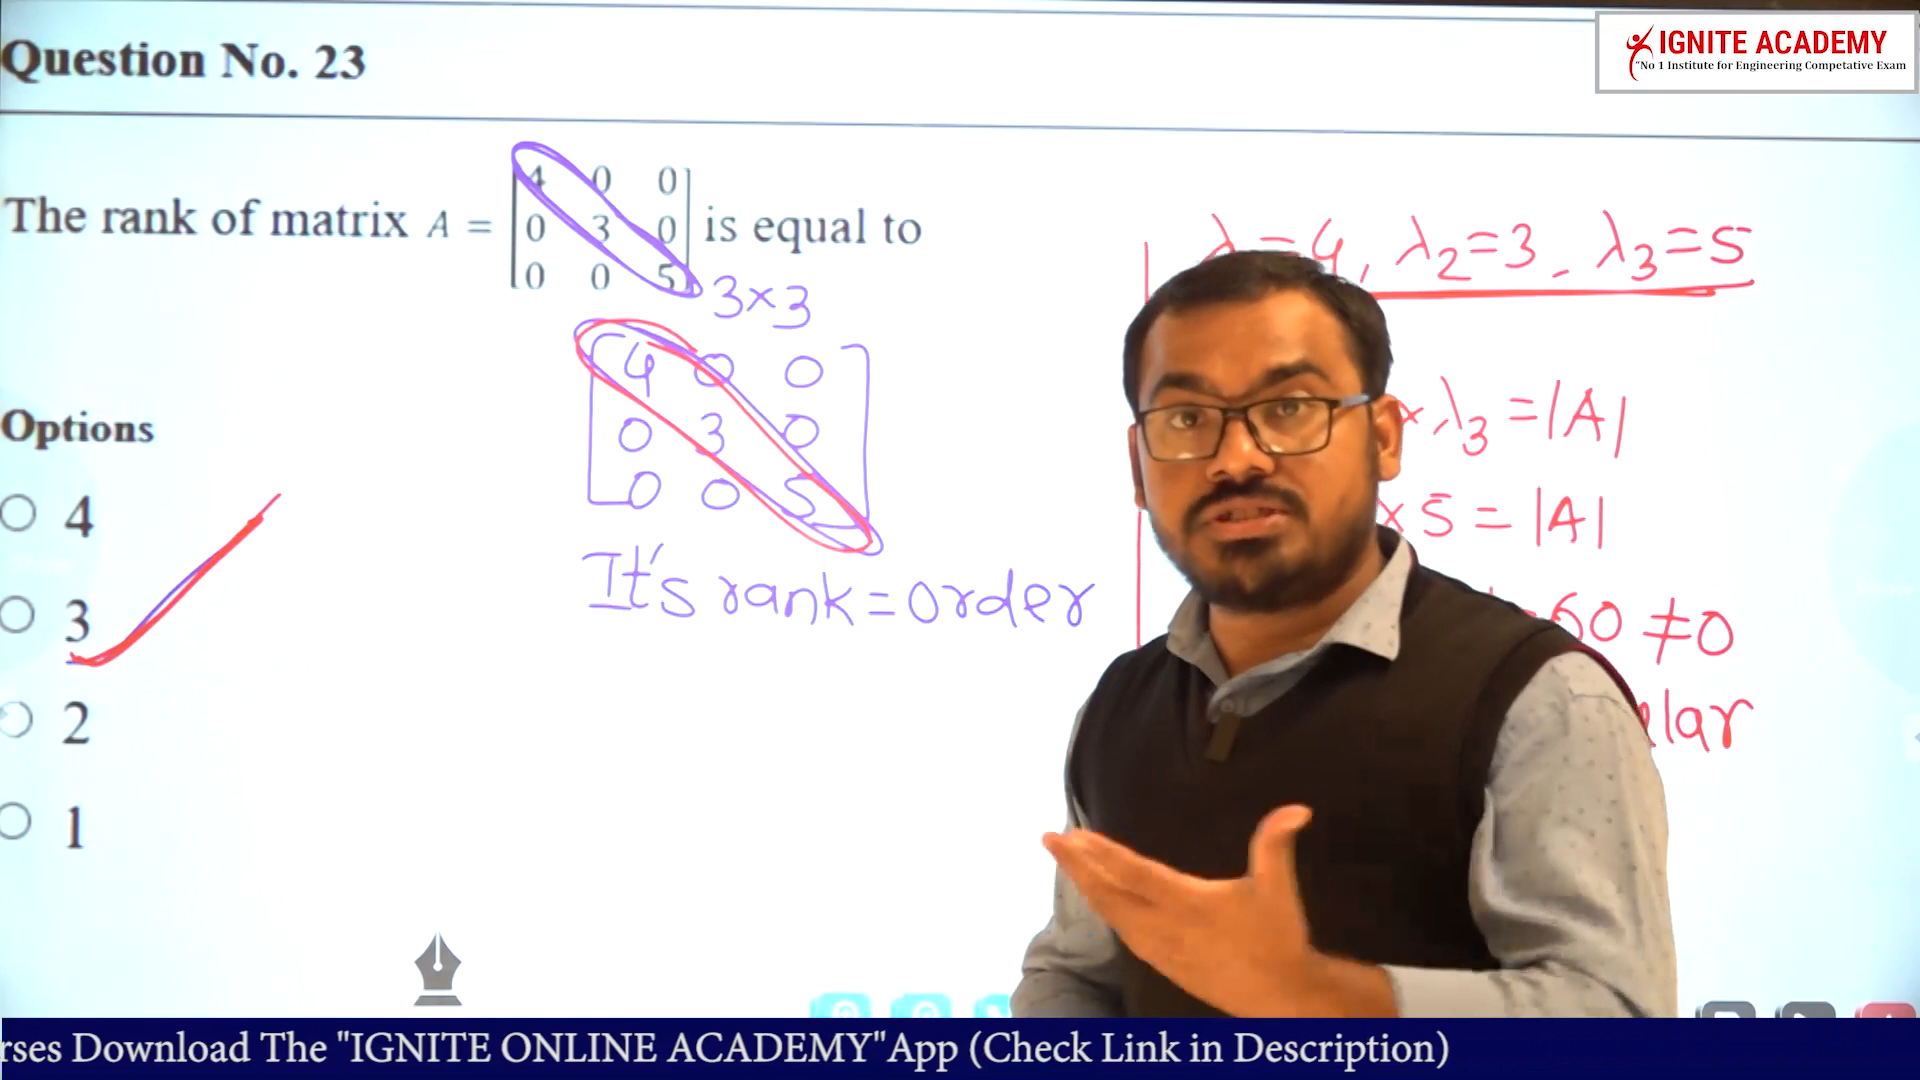 Question No. 23
IGNITE ACADEMY
"No 1 Institute for Engineering Competative Exam
The rank of matrix A = [4 0 0
0 3 0
0 0 5] is equal to
3×3
[4 0 0
0 3 0
0 0 5]
It's rank = order
Options
4
3
2
1
λ = 4, λ2 = 3, λ3 = 5
× λ3 = |A|
× 5 = |A|
60 ≠ 0
lar
rses Download The "IGNITE ONLINE ACADEMY"App (Check Link in Description)